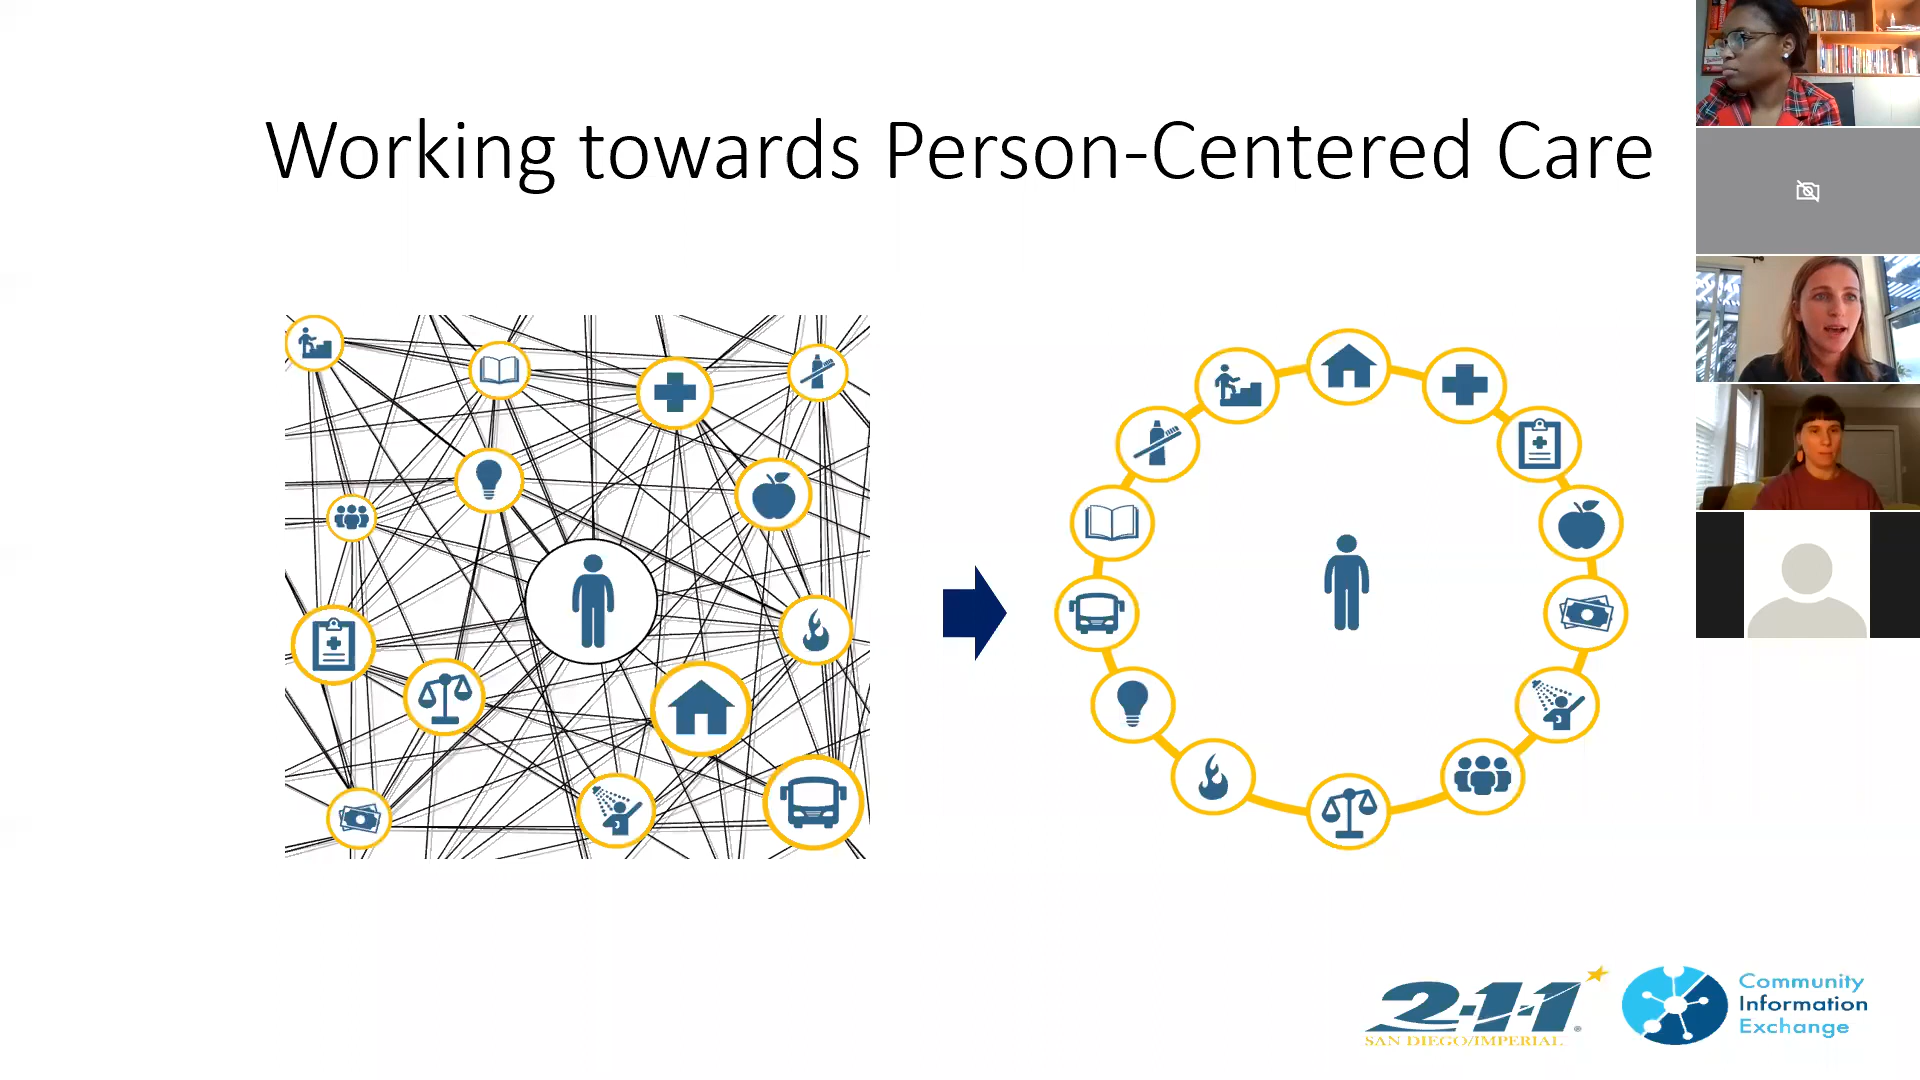 Working towards Person-Centered Care
2-1-1
SAN DIEGO/IMPERIAL
Community
Information
Exchange